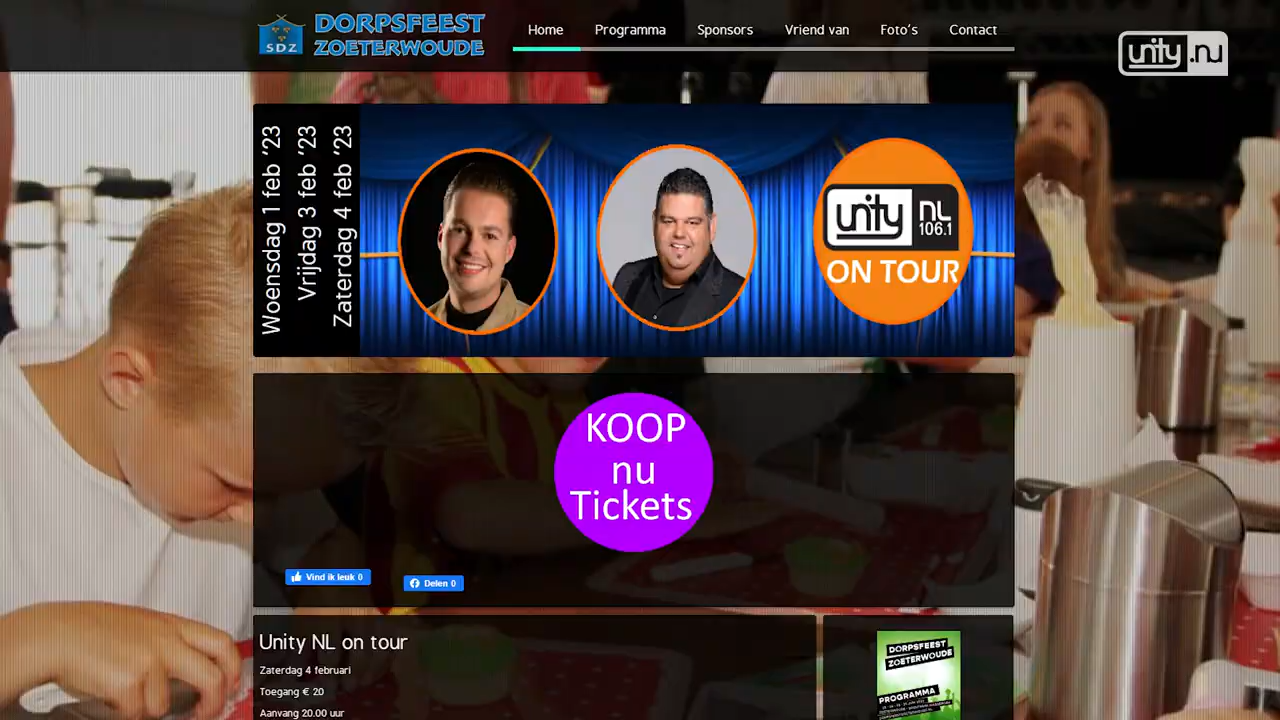 SDZ
DORPSFEEST
ZOETERWOUDE
Home
Programma
Sponsors
Vriend van
Foto's
Contact
unity.nu
Woensdag 1 feb '23
Vrijdag 3 feb '23
Zaterdag 4 feb '23
unity NL
106.1
ON TOUR
KOOP
nu
Tickets
Vind ik leuk 0
Delen 0
Unity NL on tour
Zaterdag 4 februari
Toegang € 20
Aanvang 20.00 uur
DORPSFEEST
ZOETERWOUDE
PROGRAMMA